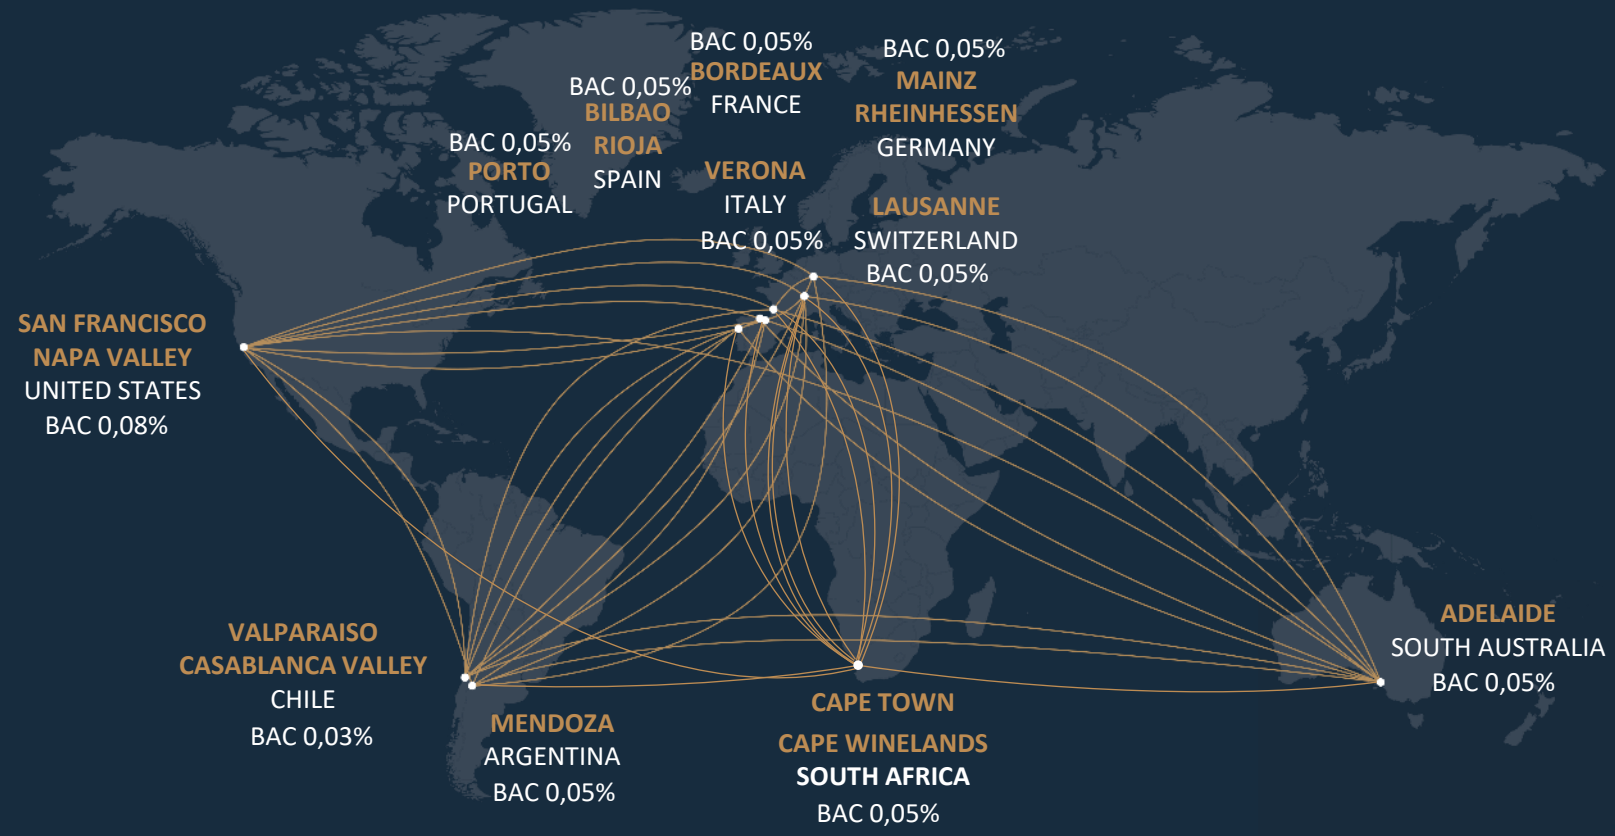 BAC 0,05%
BORDEAUX
FRANCE
BAC 0,05%
MAINZ
RHEINHESSEN
GERMANY
BAC 0,05%
BILBAO
RIOJA
SPAIN
BAC 0,05%
PORTO
PORTUGAL
VERONA
ITALY
BAC 0,05%
LAUSANNE
SWITZERLAND
BAC 0,05%
SAN FRANCISCO
NAPA VALLEY
UNITED STATES
BAC 0,08%
VALPARAISO
CASABLANCA VALLEY
CHILE
BAC 0,03%
MENDOZA
ARGENTINA
BAC 0,05%
CAPE TOWN
CAPE WINELANDS
SOUTH AFRICA
BAC 0,05%
ADELAIDE
SOUTH AUSTRALIA
BAC 0,05%